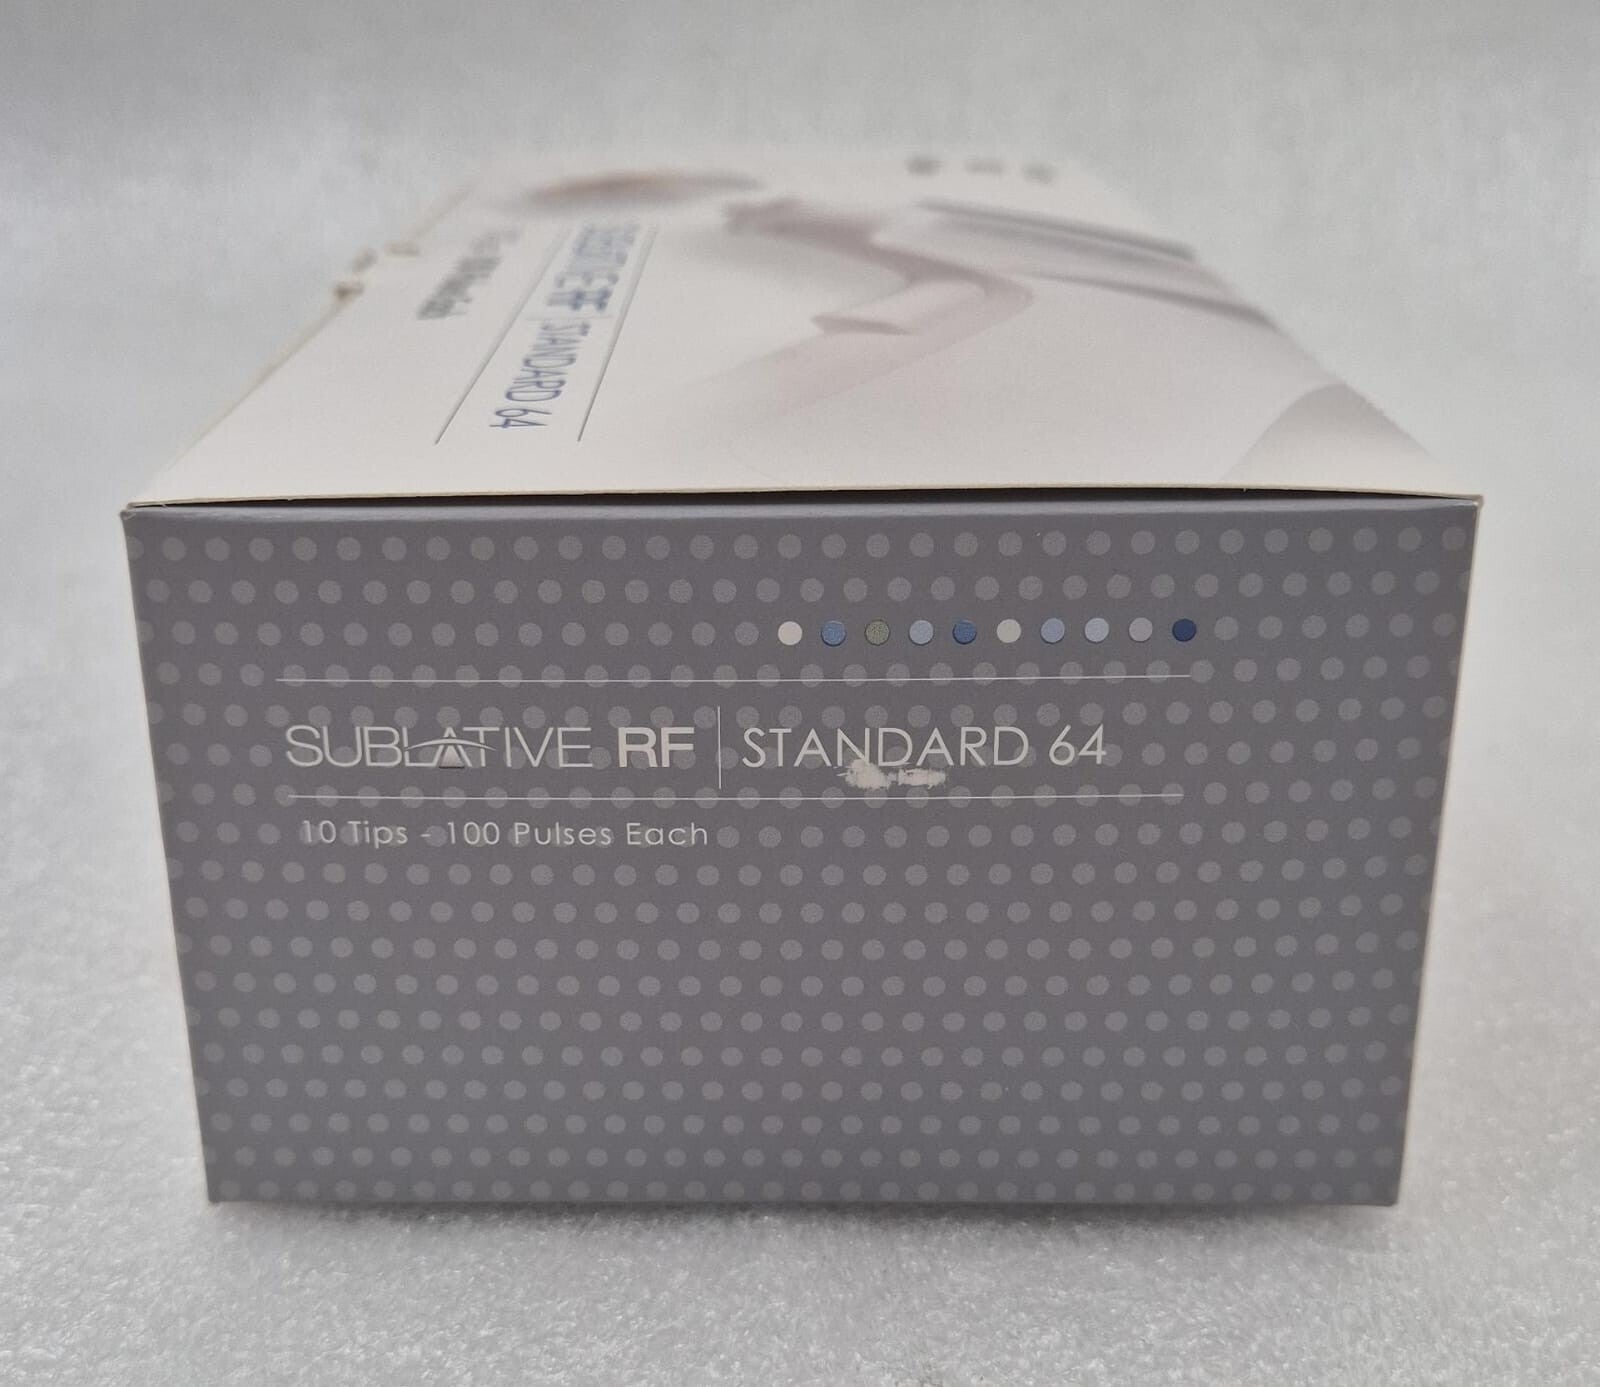 SUBLATIVE RF | STANDARD 64
SUBLATIVE RF | STANDARD 64
10 Tips - 100 Pulses Each